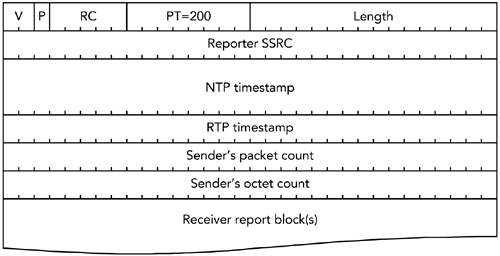 V P RC PT=200 Length
Reporter SSRC
NTP timestamp
RTP timestamp
Sender's packet count
Sender's octet count
Receiver report block(s)